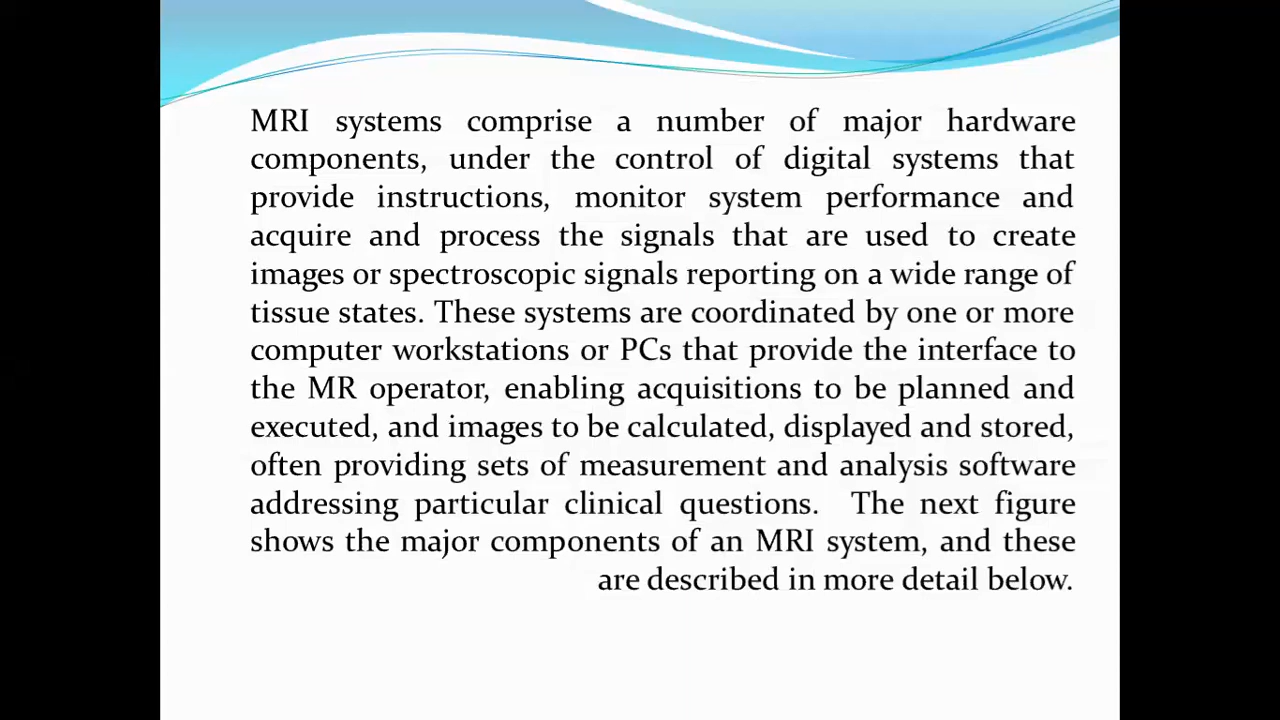 MRI systems comprise a number of major hardware
components, under the control of digital systems that
provide instructions, monitor system performance and
acquire and process the signals that are used to create
images or spectroscopic signals reporting on a wide range of
tissue states. These systems are coordinated by one or more
computer workstations or PCs that provide the interface to
the MR operator, enabling acquisitions to be planned and
executed, and images to be calculated, displayed and stored,
often providing sets of measurement and analysis software
addressing particular clinical questions. The next figure
shows the major components of an MRI system, and these
are described in more detail below.